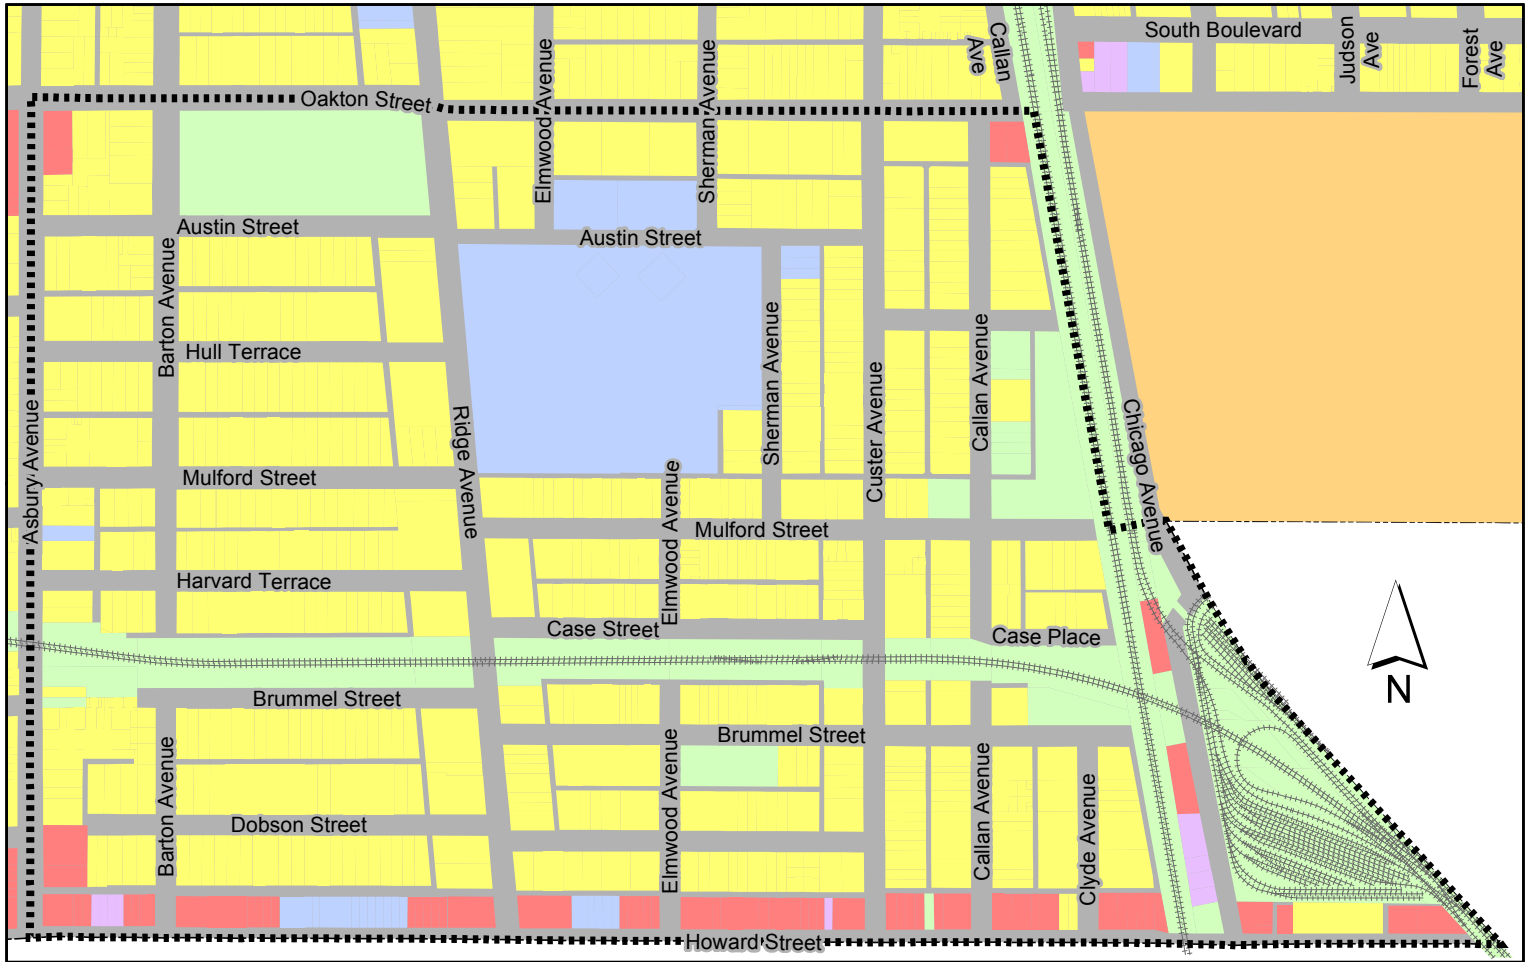 South Boulevard
Judson
Ave
Forest
Ave
Callan
Ave
Oakton Street
Elmwood Avenue
Sherman Avenue
Austin Street
Austin Street
Barton Avenue
Hull Terrace
Sherman Avenue
Callan Avenue
Custer Avenue
Asbury Avenue
Ridge Avenue
Chicago Avenue
Mulford Street
Elmwood Avenue
Mulford Street
Harvard Terrace
Case Street
Case Place
N
Brummel Street
Brummel Street
Barton Avenue
Elmwood Avenue
Callan Avenue
Clyde Avenue
Dobson Street
Howard Street